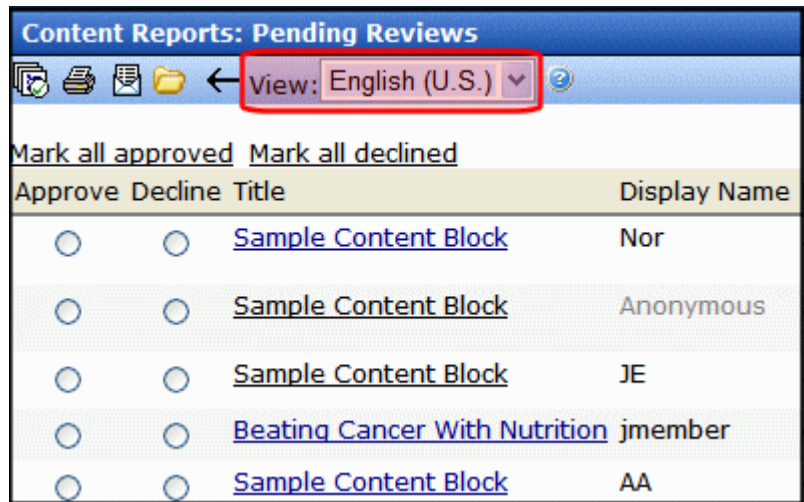 Content Reports: Pending Reviews
View: English (U.S.)
Mark all approved Mark all declined
Approve Decline Title Display Name
Sample Content Block Nor
Sample Content Block Anonymous
Sample Content Block JE
Beating Cancer With Nutrition jmember
Sample Content Block AA